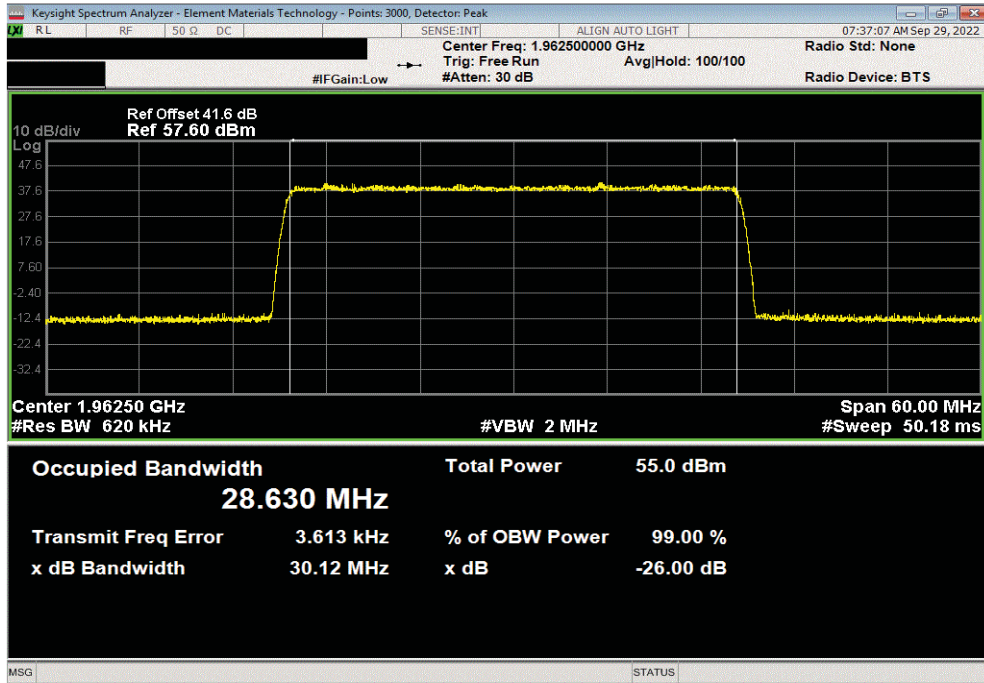 Keysight Spectrum Analyzer - Element Materials Technology - Points: 3000, Detector: Peak
LXI RL RF 50 Ω DC SENSE:INT ALIGN AUTO LIGHT 07:37:07 AM Sep 29, 2022
Center Freq: 1.962500000 GHz Radio Std: None
Trig: Free Run Avg|Hold: 100/100
#IFGain:Low #Atten: 30 dB Radio Device: BTS
Ref Offset 41.6 dB
10 dB/div Ref 57.60 dBm
Log
47.6
37.6
27.6
17.6
7.60
-2.40
-12.4
-22.4
-32.4
Center 1.96250 GHz Span 60.00 MHz
#Res BW 620 kHz #VBW 2 MHz #Sweep 50.18 ms
Occupied Bandwidth Total Power 55.0 dBm
28.630 MHz
Transmit Freq Error 3.613 kHz % of OBW Power 99.00 %
x dB Bandwidth 30.12 MHz x dB -26.00 dB
MSG STATUS